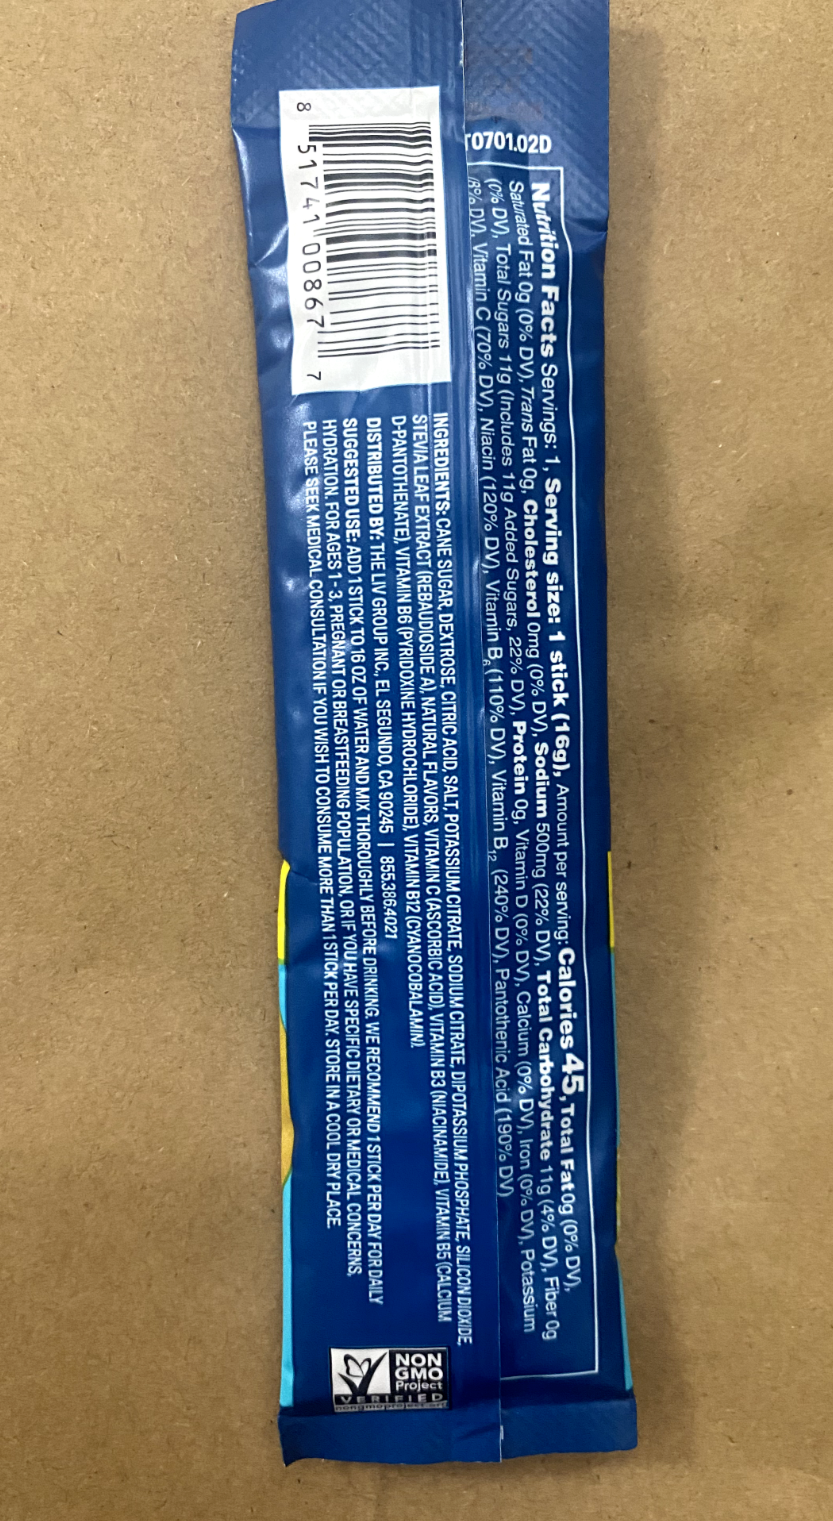 T0701.02D
Nutrition Facts Servings: 1, Serving size: 1 stick (16g), Amount per serving: Calories 45, Total Fat 0g (0% DV),
Saturated Fat 0g (0% DV), Trans Fat 0g, Cholesterol 0mg (0% DV), Sodium 500mg (22% DV), Total Carbohydrate 11g (4% DV), Fiber 0g
(0% DV), Total Sugars 11g (Includes 11g Added Sugars, 22% DV), Protein 0g, Vitamin D (0% DV), Calcium (0% DV), Iron (0% DV), Potassium
(8% DV), Vitamin C (70% DV), Niacin (120% DV), Vitamin B6 (110% DV), Vitamin B12 (240% DV), Pantothenic Acid (190% DV)
INGREDIENTS: CANE SUGAR, DEXTROSE, CITRIC ACID, SALT, POTASSIUM CITRATE, SODIUM CITRATE, DIPOTASSIUM PHOSPHATE, SILICON DIOXIDE,
STEVIA LEAF EXTRACT (REBAUDIOSIDE A), NATURAL FLAVORS, VITAMIN C (ASCORBIC ACID), VITAMIN B3 (NIACINAMIDE), VITAMIN B5 (CALCIUM
D-PANTOTHENATE), VITAMIN B6 (PYRIDOXINE HYDROCHLORIDE), VITAMIN B12 (CYANOCOBALAMIN).
DISTRIBUTED BY: THE LIV GROUP INC., EL SEGUNDO, CA 90245 | 855.386.4021
SUGGESTED USE: ADD 1 STICK TO 16 OZ OF WATER AND MIX THOROUGHLY BEFORE DRINKING. WE RECOMMEND 1 STICK PER DAY FOR DAILY
HYDRATION. FOR AGES 1-3, PREGNANT OR BREASTFEEDING POPULATION, OR IF YOU HAVE SPECIFIC DIETARY OR MEDICAL CONCERNS,
PLEASE SEEK MEDICAL CONSULTATION IF YOU WISH TO CONSUME MORE THAN 1 STICK PER DAY. STORE IN A COOL DRY PLACE.
8 51741 00867 7
NON
GMO
Project
VERIFIED
nongmoproject.org